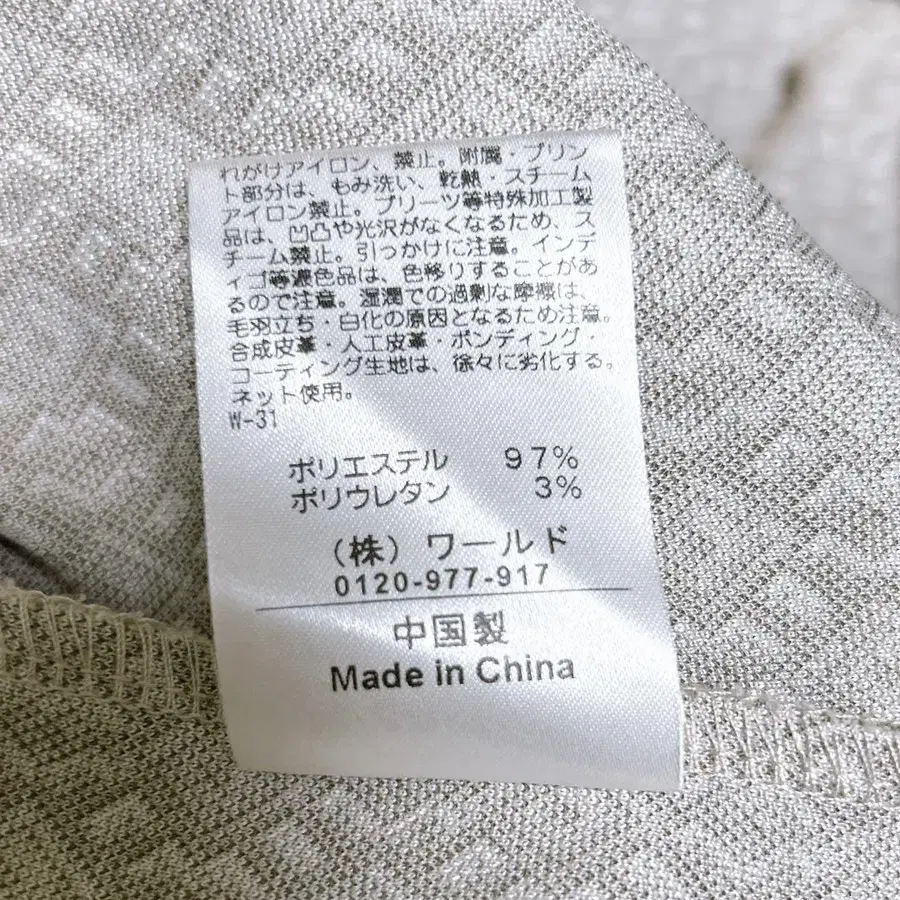 れがけアイロン、禁止。附属・プリン
ト部分は、もみ洗い、乾熱・スチーム
アイロン禁止。プリーツ等特殊加工製
品は、凹凸や光沢がなくなるため、ス
チーム禁止。引っかけに注意。インデ
ィゴ等濃色品は、色移りすることがあ
るので注意。湿潤での過剰な摩擦は、
毛羽立ち・白化の原因となるため注意。
合成皮革・人工皮革・ボンディング・
コーティング生地は、徐々に劣化する。
ネット使用。
W-31
ポリエステル 97%
ポリウレタン 3%
(株) ワールド
0120-977-917
中国製
Made in China